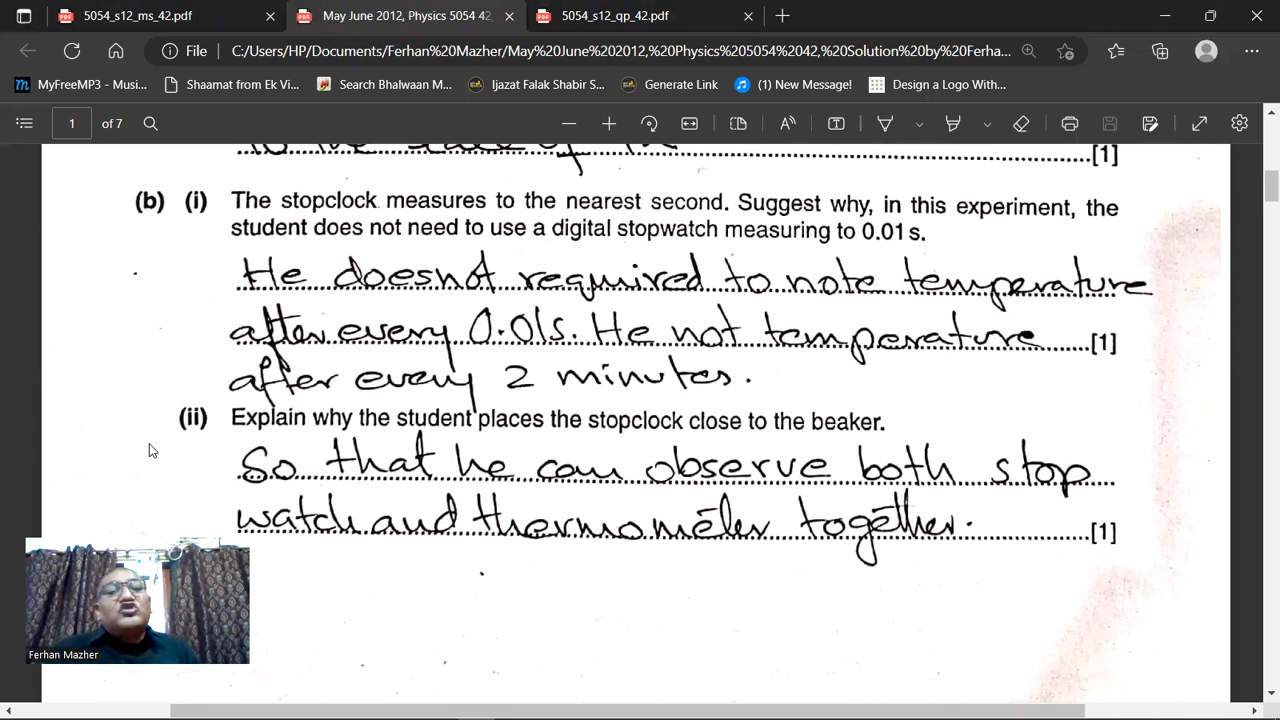 5054_s12_ms_42.pdf
May June 2012, Physics 5054 42,
5054_s12_qp_42.pdf
File C:/Users/HP/Documents/Ferhan%20Mazher/May%20June%202012,%20Physics%205054%2042,%20Solution%20by%20Ferha...
MyFreeMP3 - Musi...
Shaamat from Ek Vi...
Search Bhalwaan M...
Ijazat Falak Shabir S...
Generate Link
(1) New Message!
Design a Logo With...
1 of 7
to the scale of the [1]
(b) (i) The stopclock measures to the nearest second. Suggest why, in this experiment, the
student does not need to use a digital stopwatch measuring to 0.01 s.
He doesnot required to note temperature
after every 0.01s. He not temperature [1]
after every 2 minutes.
(ii) Explain why the student places the stopclock close to the beaker.
So that he can observe both stop
watch and thermometer together. [1]
Ferhan Mazher